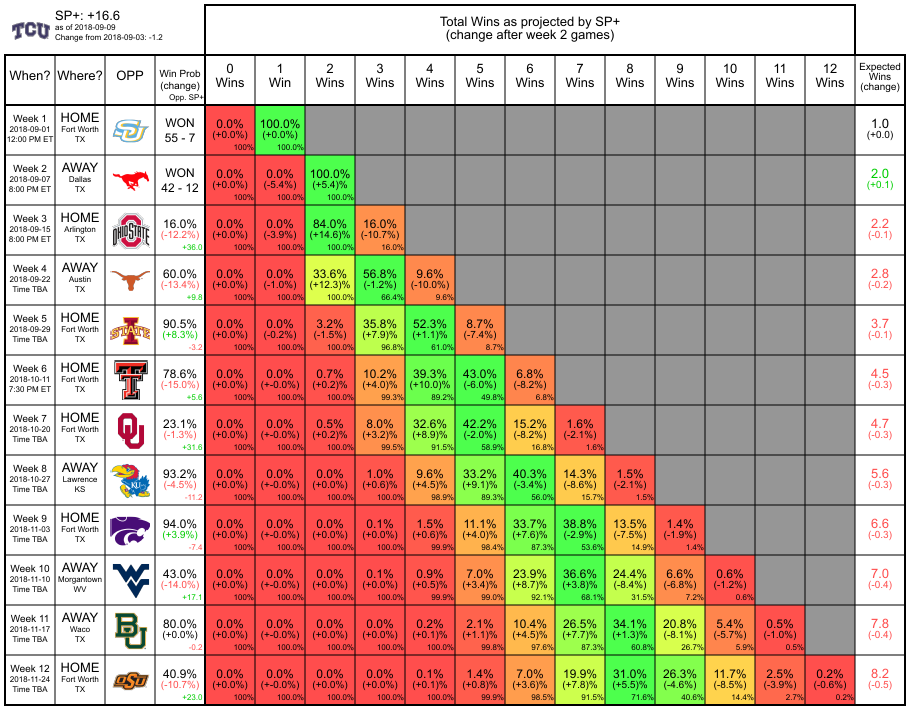 TCU
SP+: +16.6
as of 2018-09-09
Change from 2018-09-03: -1.2
Total Wins as projected by SP+
(change after week 2 games)
When? Where? OPP Win Prob (change) Opp. SP+ 0 Wins 1 Win 2 Wins 3 Wins 4 Wins 5 Wins 6 Wins 7 Wins 8 Wins 9 Wins 10 Wins 11 Wins 12 Wins Expected Wins (change)
Week 1 HOME WON 0.0% 100.0% 1.0
2018-09-01 Fort Worth 55 - 7 (+0.0%) (+0.0%) (+0.0)
12:00 PM ET TX 100% 100.0%
Week 2 AWAY WON 0.0% 0.0% 100.0% 2.0
2018-09-07 Dallas 42 - 12 (+0.0%) (-5.4%) (+5.4)% (+0.1)
8:00 PM ET TX 100% 100.0% 100.0%
Week 3 HOME OHIO STATE 16.0% 0.0% 0.0% 84.0% 16.0% 2.2
2018-09-15 Arlington (-12.2%) (+0.0%) (-3.9%) (+14.6)% (-10.7%) (-0.1)
8:00 PM ET TX +36.0 100% 100.0% 100.0% 16.0%
Week 4 AWAY 60.0% 0.0% 0.0% 33.6% 56.8% 9.6% 2.8
2018-09-22 Austin (-13.4%) (+0.0%) (-1.0%) (+12.3%) (-1.2%) (-10.0%) (-0.2)
Time TBA TX +9.8 100% 100.0% 100.0% 66.4% 9.6%
Week 5 HOME STATE 90.5% 0.0% 0.0% 3.2% 35.8% 52.3% 8.7% 3.7
2018-09-29 Fort Worth (+8.3%) (+0.0%) (-0.2%) (-1.5%) (+7.9%) (+1.1%) (-7.4%) (-0.1)
Time TBA TX -3.2 100% 100.0% 100.0% 96.8% 61.0% 8.7%
Week 6 HOME 78.6% 0.0% 0.0% 0.7% 10.2% 39.3% 43.0% 6.8% 4.5
2018-10-11 Fort Worth (-15.0%) (+0.0%) (+-0.0%) (+0.2%) (+4.0%) (+10.0%) (-6.0%) (-8.2%) (-0.3)
7:30 PM ET TX +5.6 100% 100.0% 100.0% 99.3% 89.2% 49.8% 6.8%
Week 7 HOME OU 23.1% 0.0% 0.0% 0.5% 8.0% 32.6% 42.2% 15.2% 1.6% 4.7
2018-10-20 Fort Worth (-1.3%) (+0.0%) (+-0.0%) (+0.2%) (+3.2%) (+8.9%) (-2.0%) (-8.2%) (-2.1%) (-0.3)
Time TBA TX +31.6 100% 100.0% 100.0% 99.5% 91.5% 58.9% 16.8% 1.6%
Week 8 AWAY KU 93.2% 0.0% 0.0% 0.0% 1.0% 9.6% 33.2% 40.3% 14.3% 1.5% 5.6
2018-10-27 Lawrence (-4.5%) (+0.0%) (+-0.0%) (+0.0%) (+0.6%) (+4.5%) (+9.1%) (-3.4%) (-8.6%) (-2.1%) (-0.3)
Time TBA KS -11.2 100% 100.0% 100.0% 100.0% 98.9% 89.3% 56.0% 15.7% 1.5%
Week 9 HOME 94.0% 0.0% 0.0% 0.0% 0.1% 1.5% 11.1% 33.7% 38.8% 13.5% 1.4% 6.6
2018-11-03 Fort Worth (+3.9%) (+0.0%) (+-0.0%) (+0.0%) (+0.0%) (+0.6%) (+4.0%) (+7.6%) (-2.9%) (-7.5%) (-1.9%) (-0.3)
Time TBA TX -7.4 100% 100.0% 100.0% 100.0% 99.9% 98.4% 87.3% 53.6% 14.9% 1.4%
Week 10 AWAY WV 43.0% 0.0% 0.0% 0.0% 0.1% 0.9% 7.0% 23.9% 36.6% 24.4% 6.6% 0.6% 7.0
2018-11-10 Morgantown (-14.0%) (+0.0%) (+-0.0%) (+0.0%) (+0.0%) (+0.5%) (+3.4%) (+8.7%) (+3.8%) (-8.4%) (-6.8%) (-1.2%) (-0.4)
Time TBA WV +17.1 100% 100.0% 100.0% 100.0% 99.9% 99.0% 92.1% 68.1% 31.5% 7.2% 0.6%
Week 11 AWAY BU 80.0% 0.0% 0.0% 0.0% 0.0% 0.2% 2.1% 10.4% 26.5% 34.1% 20.8% 5.4% 0.5% 7.8
2018-11-17 Waco (+0.0%) (+0.0%) (+-0.0%) (+0.0%) (+0.0%) (+0.1%) (+1.1%) (+4.5%) (+7.7%) (+1.3%) (-8.1%) (-5.7%) (-1.0%) (-0.4)
Time TBA TX -0.2 100% 100.0% 100.0% 100.0% 100.0% 99.8% 97.6% 87.3% 60.8% 26.7% 5.9% 0.5%
Week 12 HOME OSU 40.9% 0.0% 0.0% 0.0% 0.0% 0.1% 1.4% 7.0% 19.9% 31.0% 26.3% 11.7% 2.5% 0.2% 8.2
2018-11-24 Fort Worth (-10.7%) (+0.0%) (+-0.0%) (+0.0%) (+0.0%) (+0.1%) (+0.8%) (+3.6%) (+7.8%) (+5.5%) (-4.6%) (-8.5%) (-3.9%) (-0.6%) (-0.5)
Time TBA TX +23.0 100% 100.0% 100.0% 100.0% 100.0% 99.9% 98.5% 91.5% 71.6% 40.6% 14.4% 2.7% 0.2%